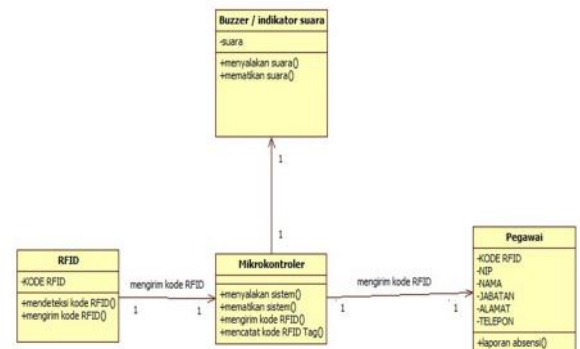 Buzzer / indikator suara
-suara
+menyalakan suara()
+mematikan suara()
1
1
RFID
-KODE RFID
+mendeteksi kode RFID()
+mengirim kode RFID()
mengirim kode RFID
1
1
Mikrokontroler
+menyalakan sistem()
+mematikan sistem()
+mengirim kode RFID()
+mencatat kode RFID Tag()
mengirim kode RFID
1
1
Pegawai
-KODE RFID
-NIP
-NAMA
-JABATAN
-ALAMAT
-TELEPON
+laporan absensi()